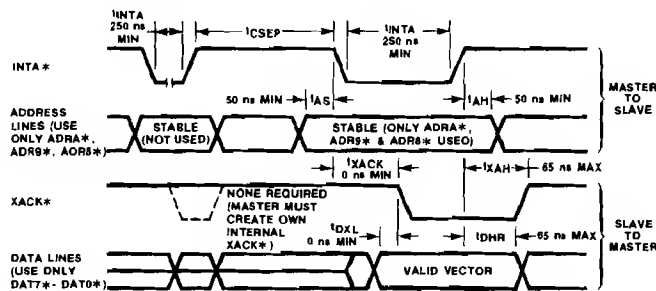 tINTA
250 ns
MIN
tCSEP
tINTA
250 ns
MIN
INTA*
50 ns MIN
tAS
tAH
50 ns MIN
MASTER
TO
SLAVE
ADDRESS
LINES (USE
ONLY ADRA*,
ADR9*, ADR8*)
STABLE
(NOT USED)
STABLE (ONLY ADRA*,
ADR9* & ADR8* USED)
tXACK
0 ns MIN
tXAH
65 ns MAX
XACK*
NONE REQUIRED
(MASTER MUST
CREATE OWN
INTERNAL
XACK*)
tDXL
0 ns MIN
tDHR
65 ns MAX
SLAVE
TO
MASTER
DATA LINES
(USE ONLY
DAT7*- DAT0*)
VALID VECTOR